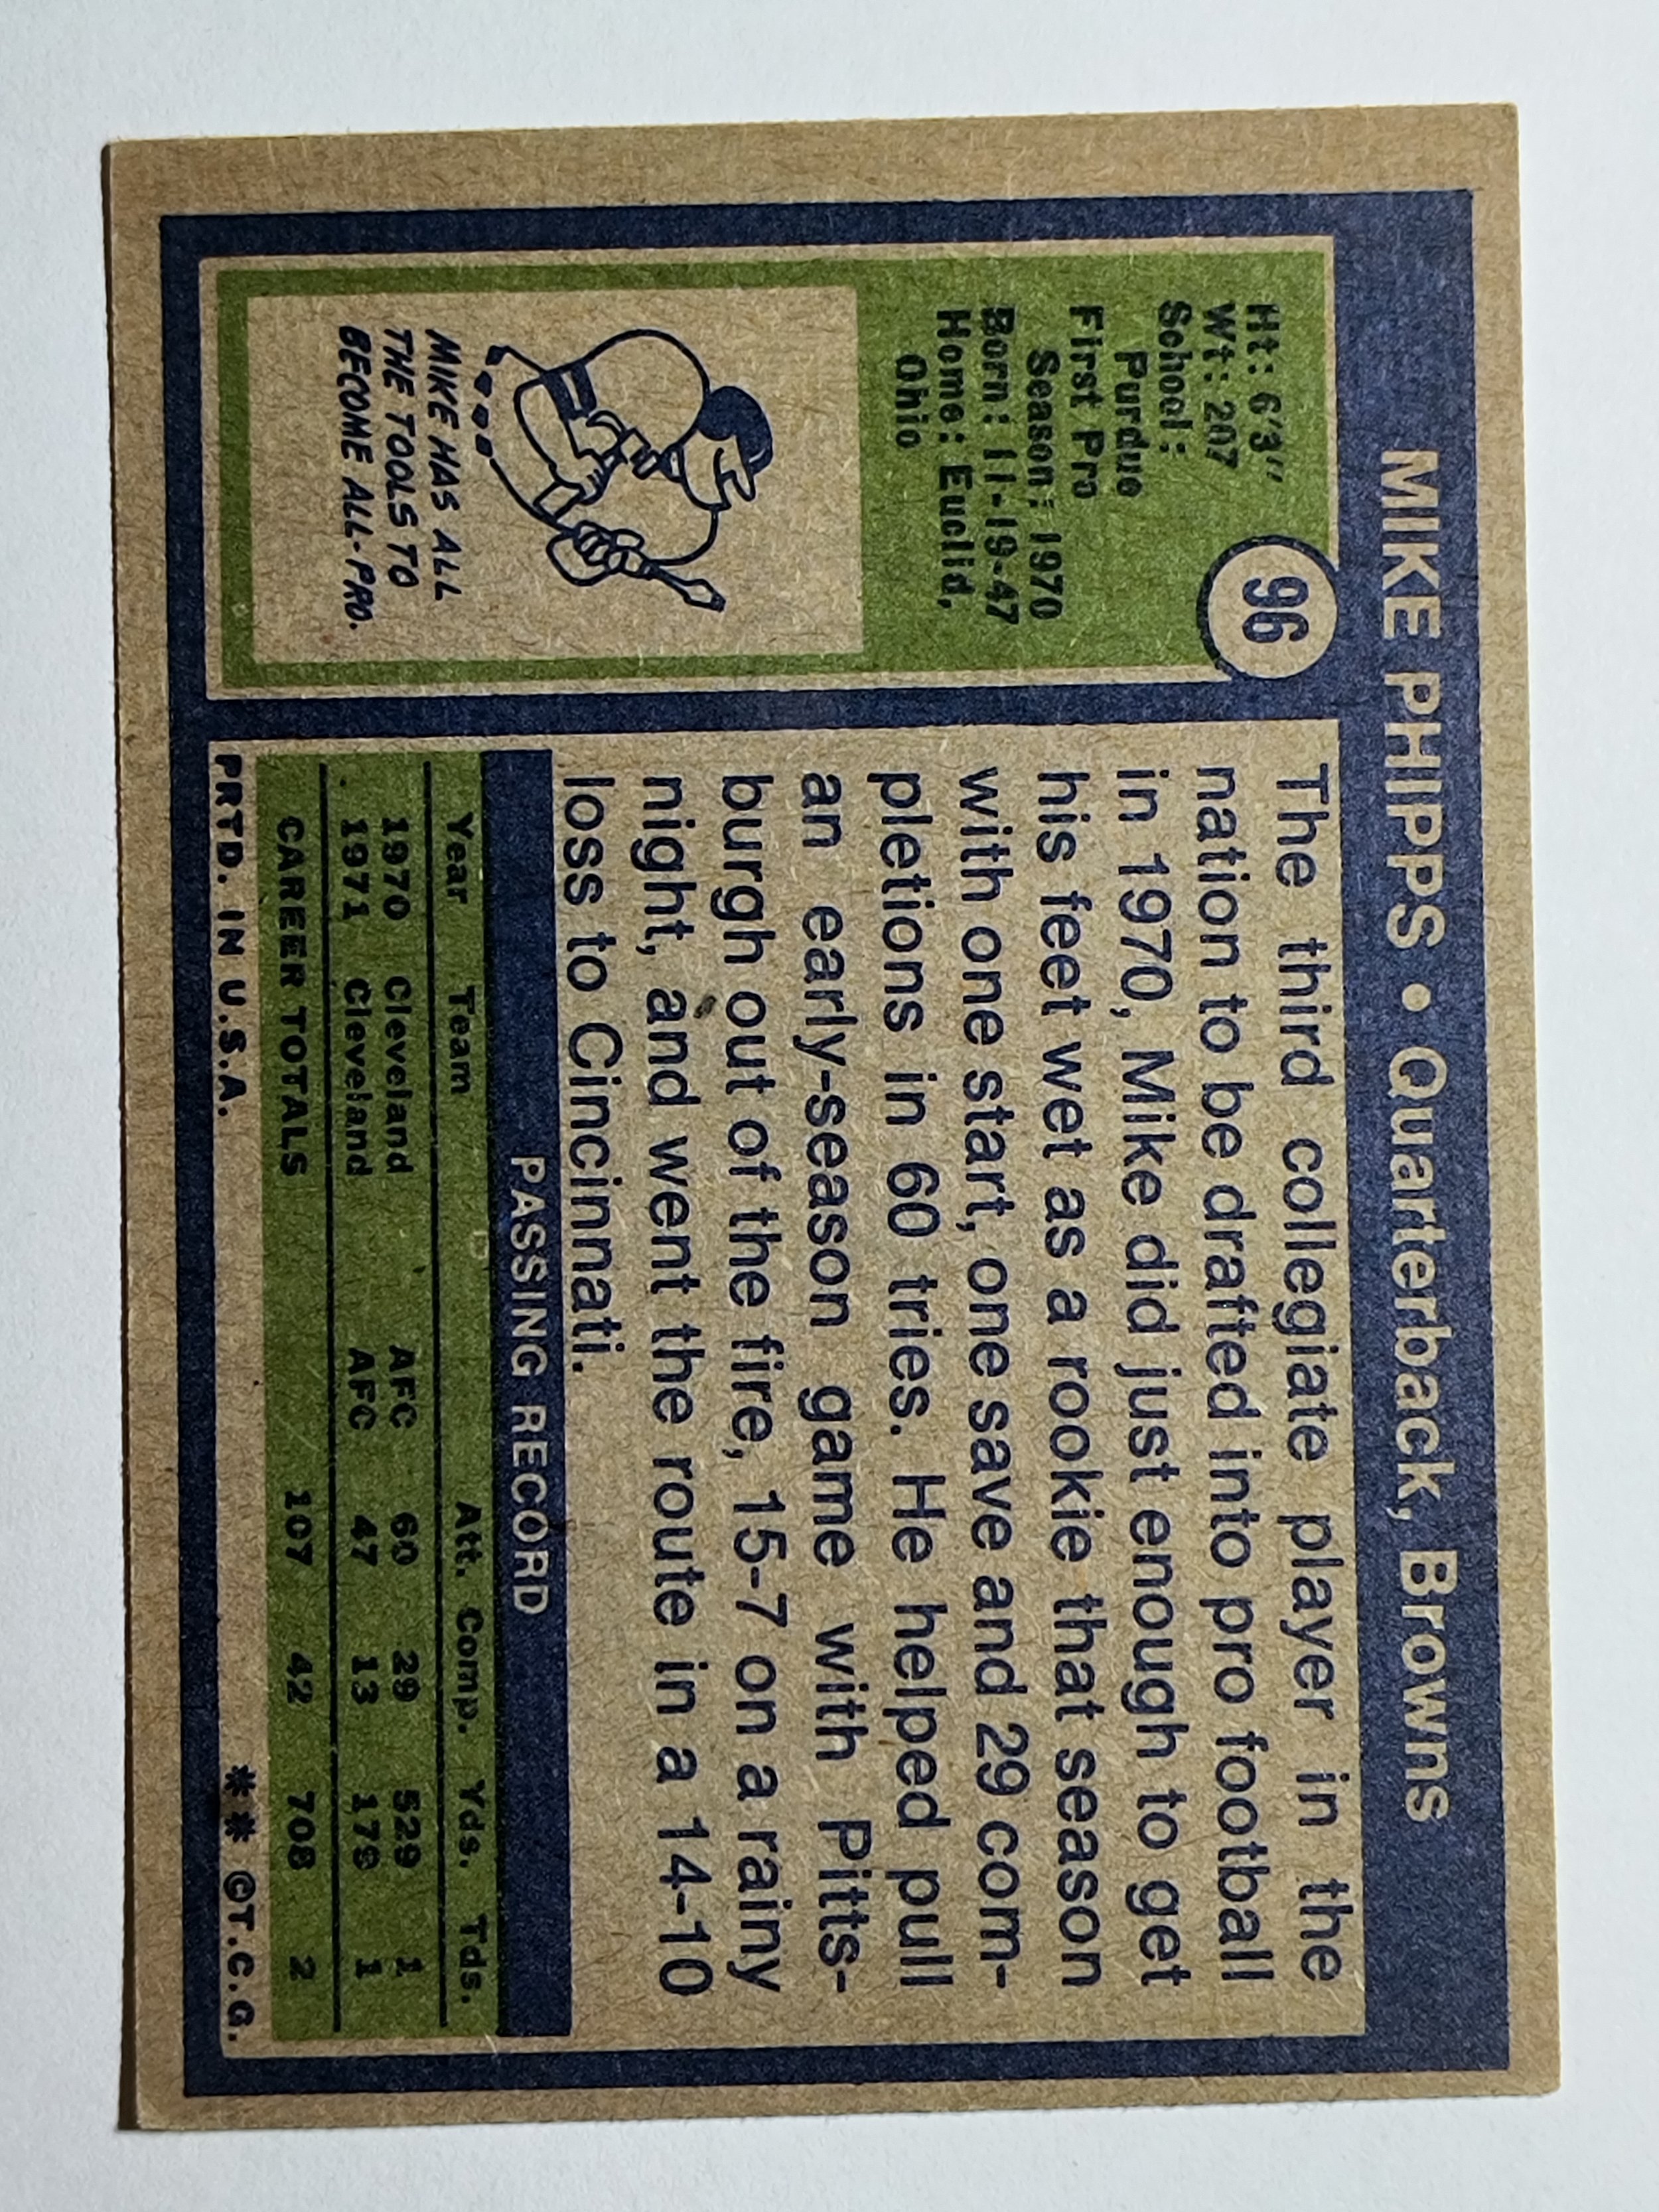 MIKE PHIPPS • Quarterback, Browns
96
Ht: 6'3"
Wt: 207
School:
Purdue
First Pro
Season: 1970
Born: 11-19-47
Home: Euclid,
Ohio
MIKE HAS ALL
THE TOOLS TO
BECOME ALL-PRO.
The third collegiate player in the
nation to be drafted into pro football
in 1970, Mike did just enough to get
his feet wet as a rookie that season
with one start, one save and 29 com-
pletions in 60 tries. He helped pull
an early-season game with Pitts-
burgh out of the fire, 15-7 on a rainy
night, and went the route in a 14-10
loss to Cincinnati.
PASSING RECORD
Year Team Att. Comp. Yds. Tds.
1970 Cleveland AFC 60 29 529 1
1971 Cleveland AFC 47 13 179 1
CAREER TOTALS 107 42 708 2
PRTD. IN U.S.A. ** ©T.C.G.